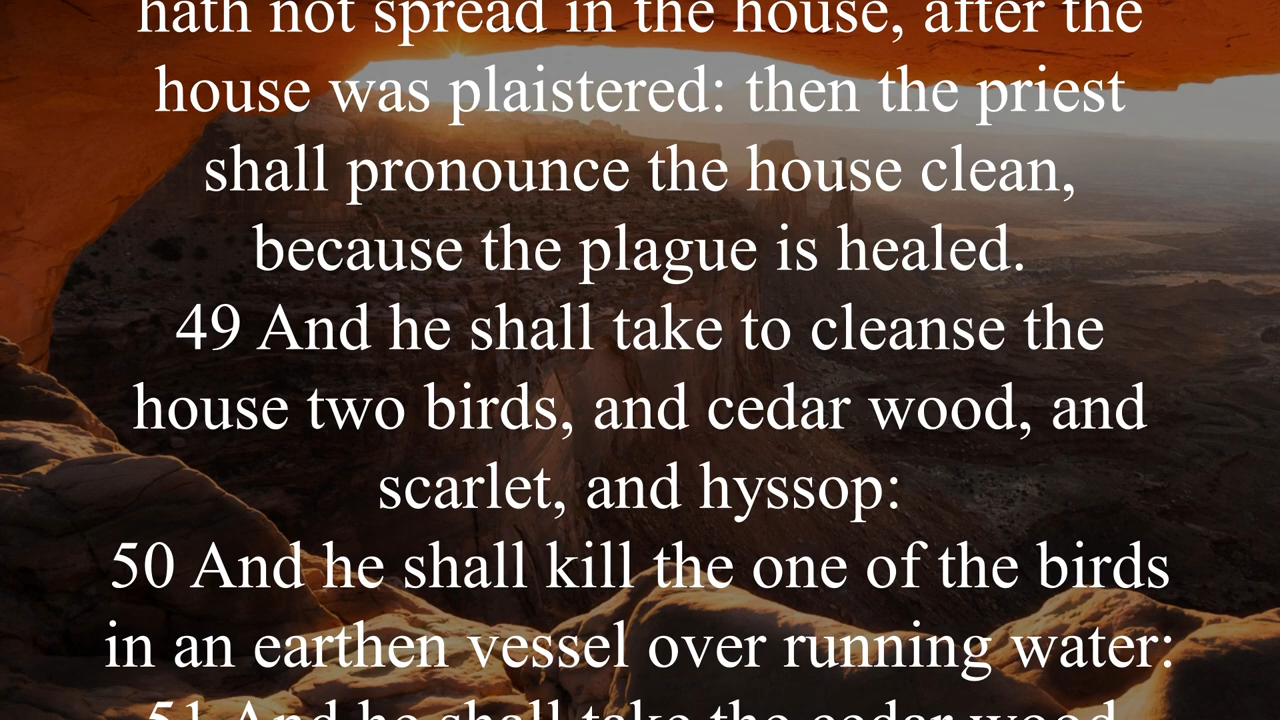 hath not spread in the house, after the
house was plaistered: then the priest
shall pronounce the house clean,
because the plague is healed.
49 And he shall take to cleanse the
house two birds, and cedar wood, and
scarlet, and hyssop:
50 And he shall kill the one of the birds
in an earthen vessel over running water:
51 And he shall take the cedar wood,